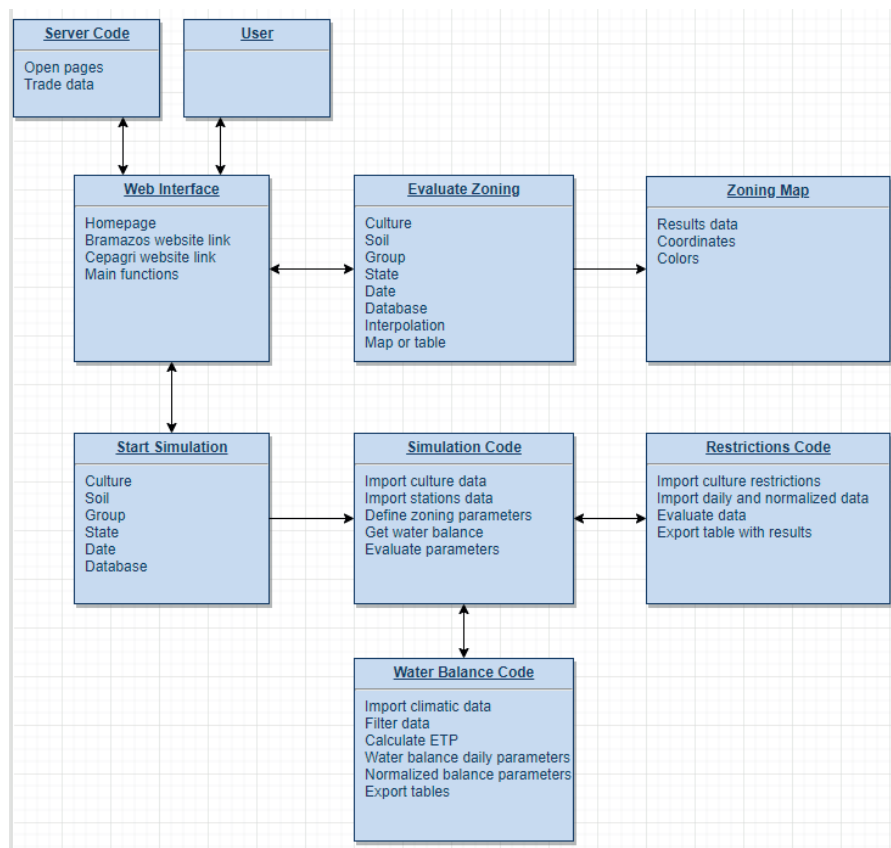 Server Code
Open pages
Trade data
User
Web Interface
Homepage
Bramazos website link
Cepagri website link
Main functions
Evaluate Zoning
Culture
Soil
Group
State
Date
Database
Interpolation
Map or table
Zoning Map
Results data
Coordinates
Colors
Start Simulation
Culture
Soil
Group
State
Date
Database
Simulation Code
Import culture data
Import stations data
Define zoning parameters
Get water balance
Evaluate parameters
Restrictions Code
Import culture restrictions
Import daily and normalized data
Evaluate data
Export table with results
Water Balance Code
Import climatic data
Filter data
Calculate ETP
Water balance daily parameters
Normalized balance parameters
Export tables